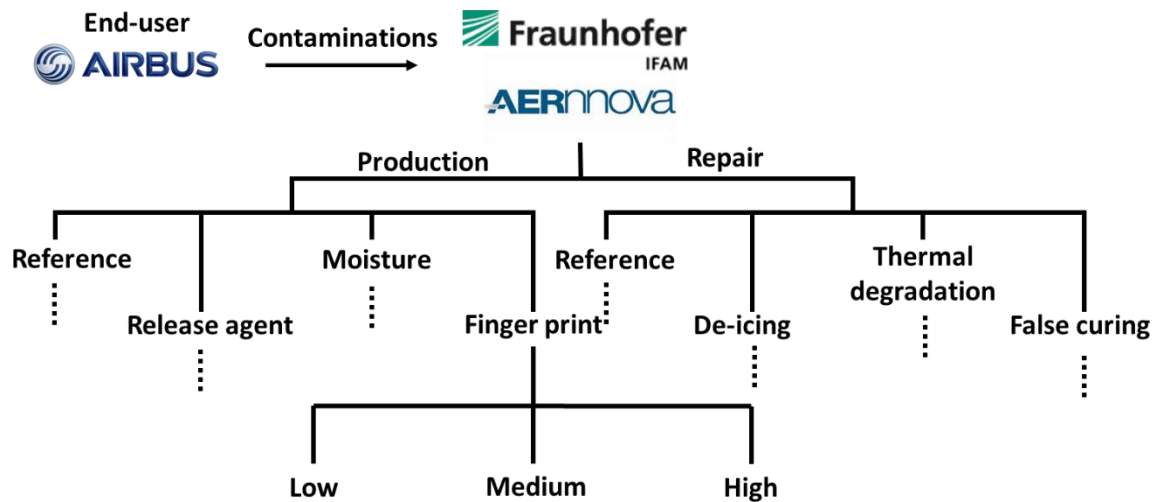 End-user
AIRBUS
Contaminations
Fraunhofer
IFAM
AERnnova
Production
Repair
Reference
Moisture
Reference
Thermal
degradation
Release agent
Finger print
De-icing
False curing
Low
Medium
High